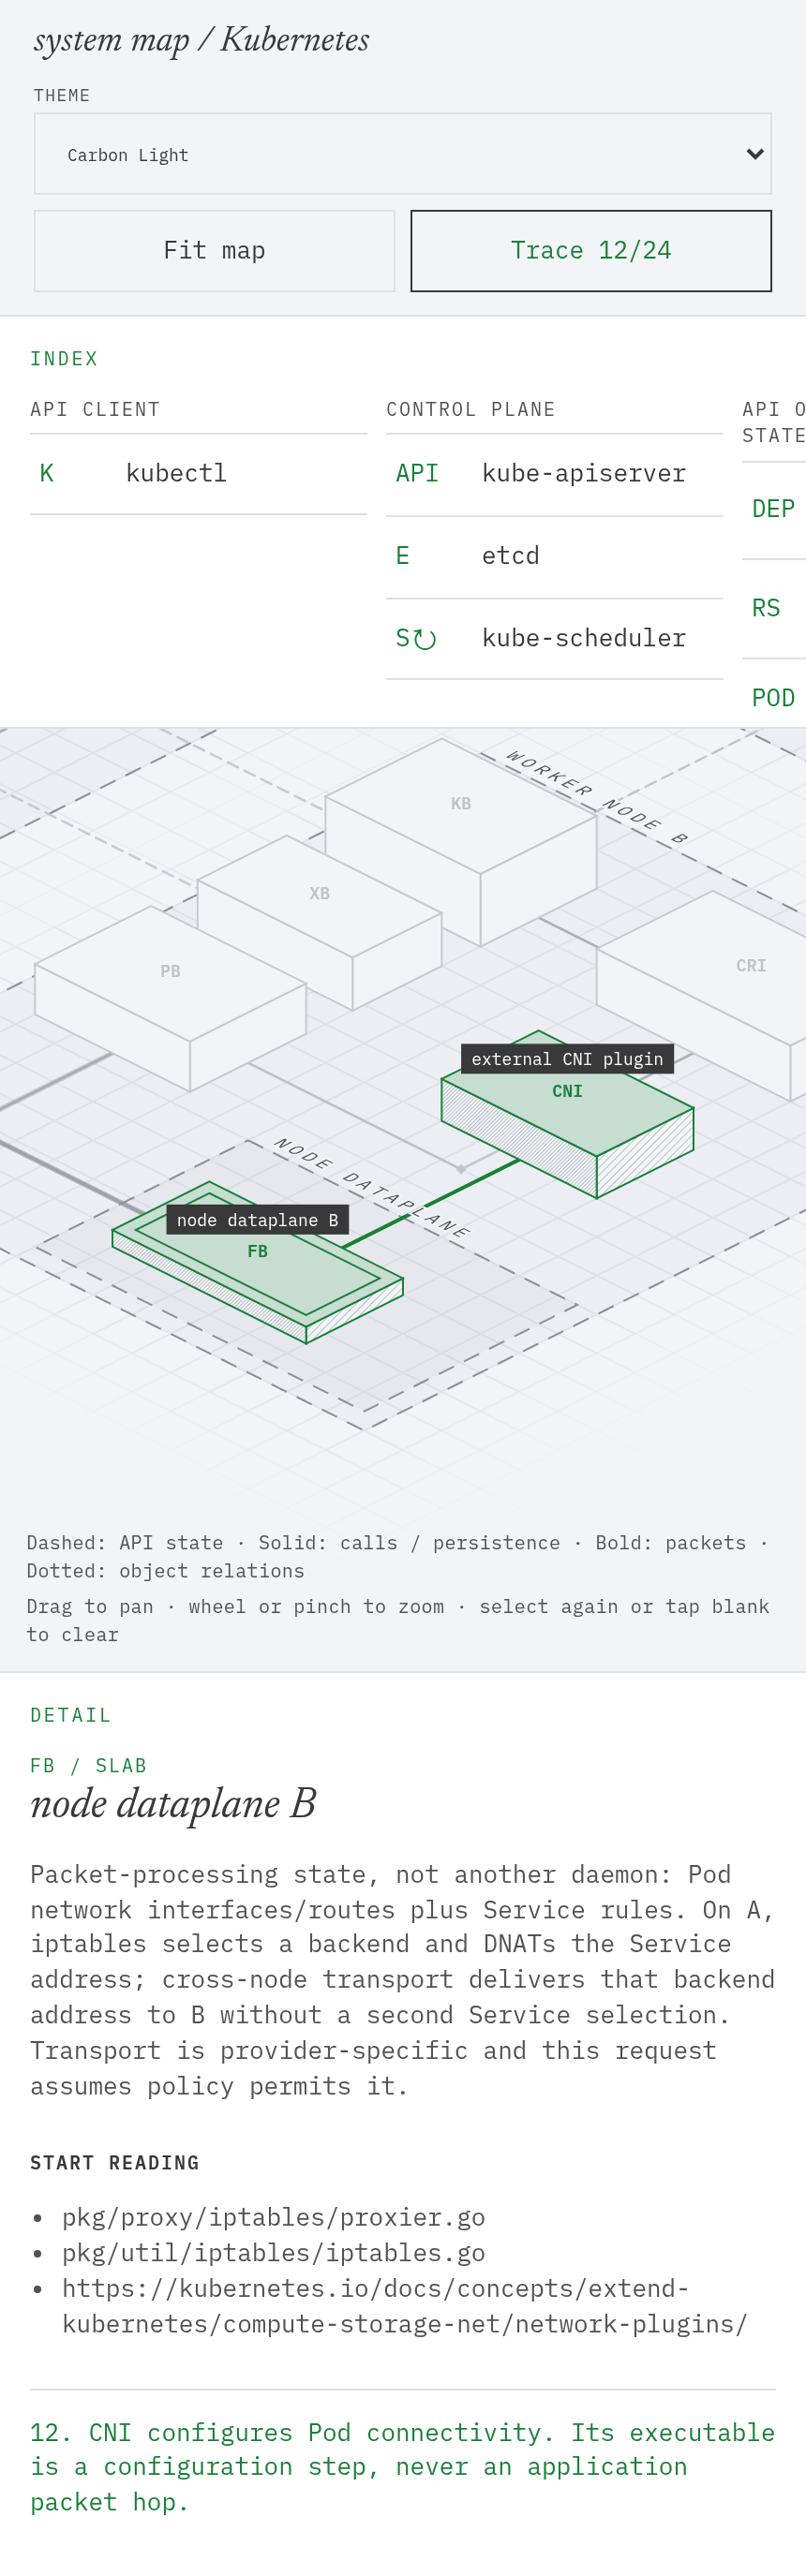 system map / Kubernetes
THEME
Carbon Light
Fit map
Trace 12/24
INDEX
API CLIENT
K kubectl
CONTROL PLANE
API kube-apiserver
E etcd
S↻ kube-scheduler
API O
STATE
DEP
RS
POD
WORKER NODE B
KB
XB
PB
CRI
external CNI plugin
CNI
NODE DATAPLANE
node dataplane B
FB
Dashed: API state · Solid: calls / persistence · Bold: packets ·
Dotted: object relations
Drag to pan · wheel or pinch to zoom · select again or tap blank
to clear
DETAIL
FB / SLAB
node dataplane B
Packet-processing state, not another daemon: Pod
network interfaces/routes plus Service rules. On A,
iptables selects a backend and DNATs the Service
address; cross-node transport delivers that backend
address to B without a second Service selection.
Transport is provider-specific and this request
assumes policy permits it.
START READING
• pkg/proxy/iptables/proxier.go
• pkg/util/iptables/iptables.go
• https://kubernetes.io/docs/concepts/extend-
kubernetes/compute-storage-net/network-plugins/
12. CNI configures Pod connectivity. Its executable
is a configuration step, never an application
packet hop.